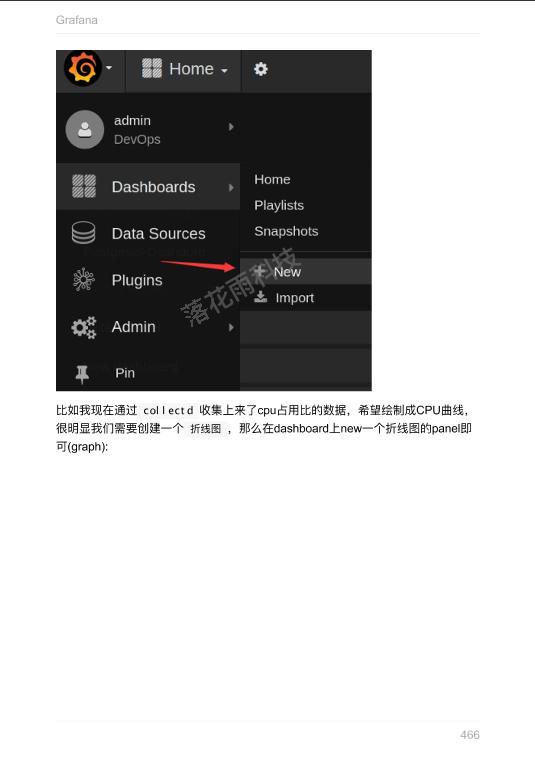 Grafana
Home
admin
DevOps
Dashboards
Home
Playlists
Snapshots
Data Sources
New
Plugins
Import
Admin
Pin
落花雨科技
比如我现在通过 collectd 收集上来了cpu占用比的数据，希望绘制成CPU曲线，
很明显我们需要创建一个 折线图 ，那么在dashboard上new一个折线图的panel即
可(graph):
466